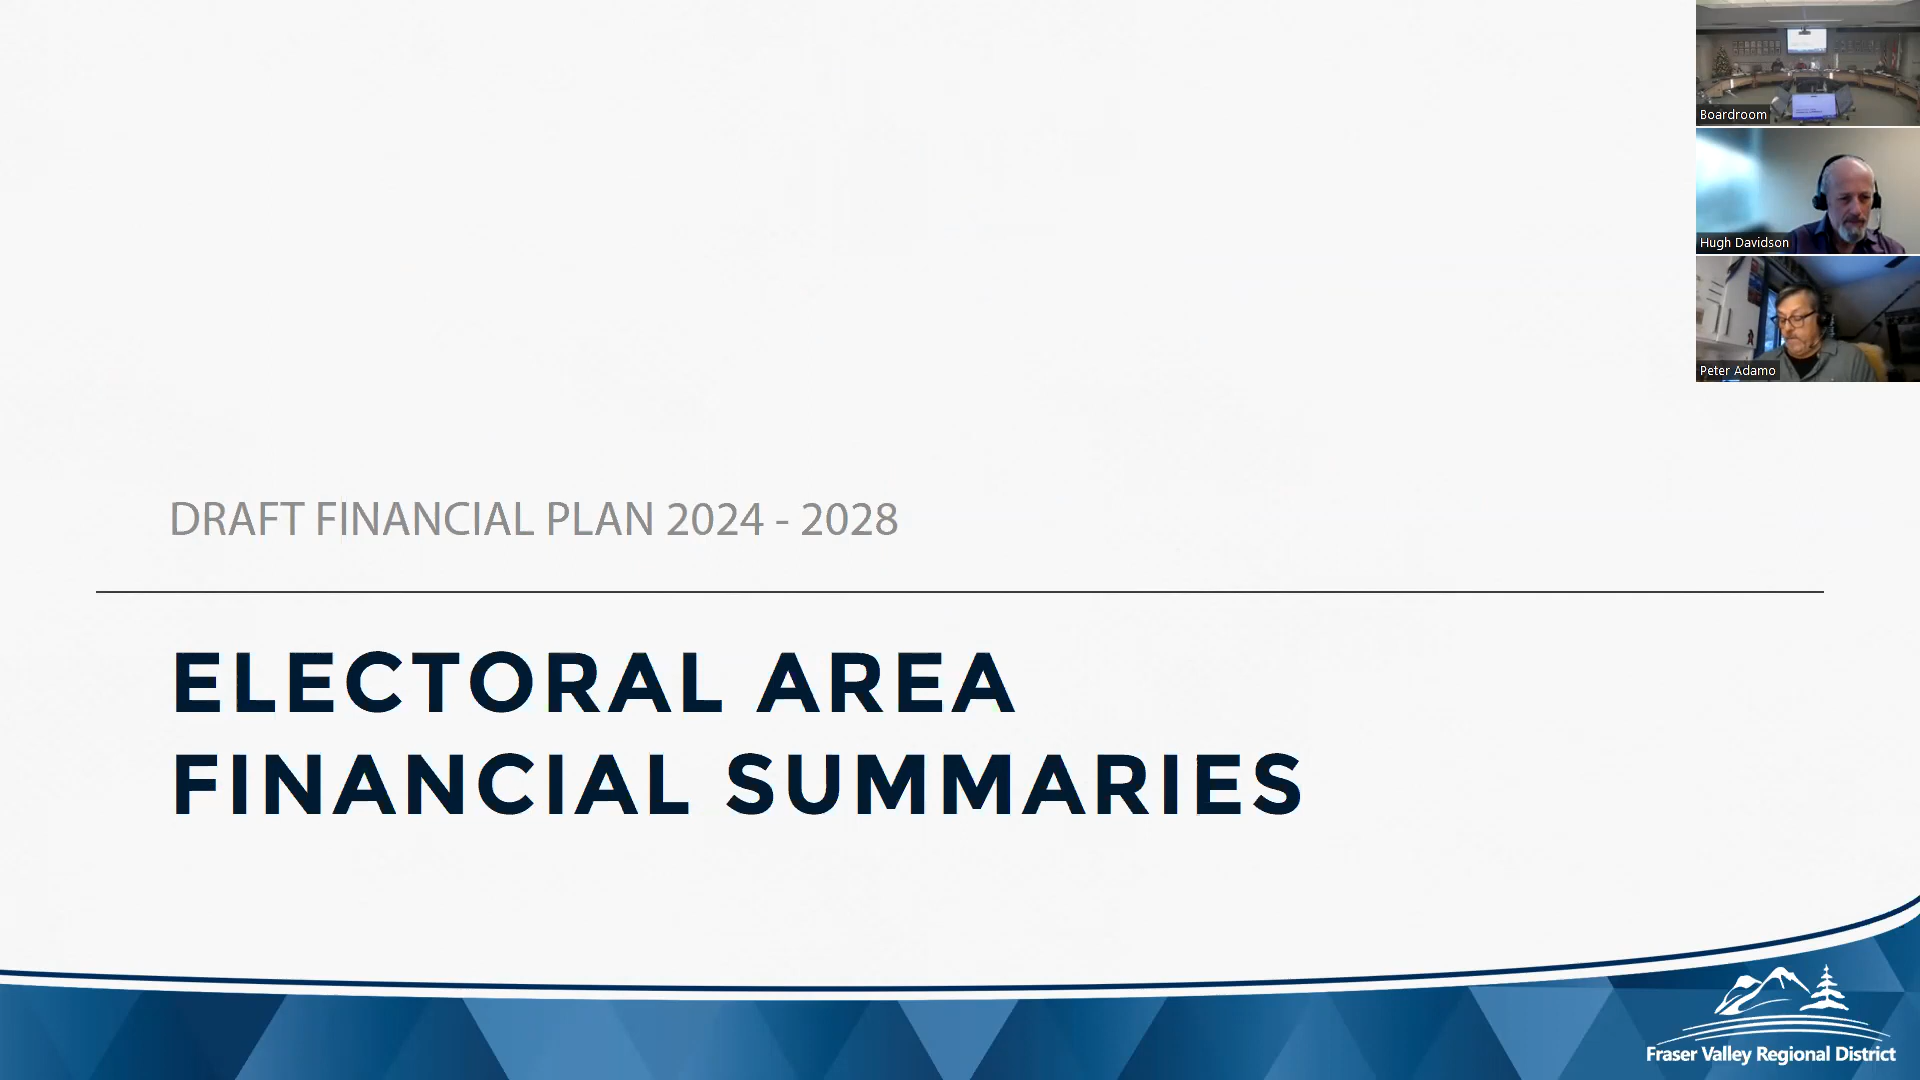 Boardroom
Hugh Davidson
Peter Adamo
DRAFT FINANCIAL PLAN 2024 - 2028
ELECTORAL AREA
FINANCIAL SUMMARIES
Fraser Valley Regional District